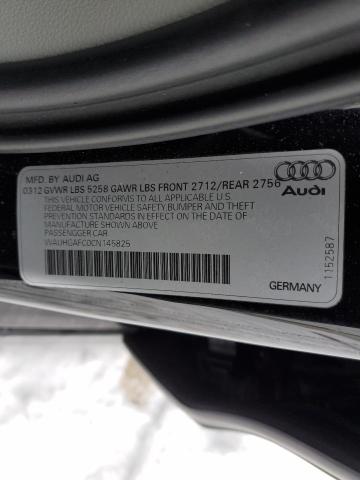 MFD. BY AUDI AG
0312 GVWR LBS 5258 GAWR LBS FRONT 2712/REAR 2756
THIS VEHICLE CONFORMS TO ALL APPLICABLE U.S.
FEDERAL MOTOR VEHICLE SAFETY,BUMPER AND THEFT
PREVENTION STANDARDS IN EFFECT ON THE DATE OF
MANUFACTURE SHOWN ABOVE.
PASSENGGER CAR
WAUHGAFC0CN145825
Audi
1152587
GERMANY